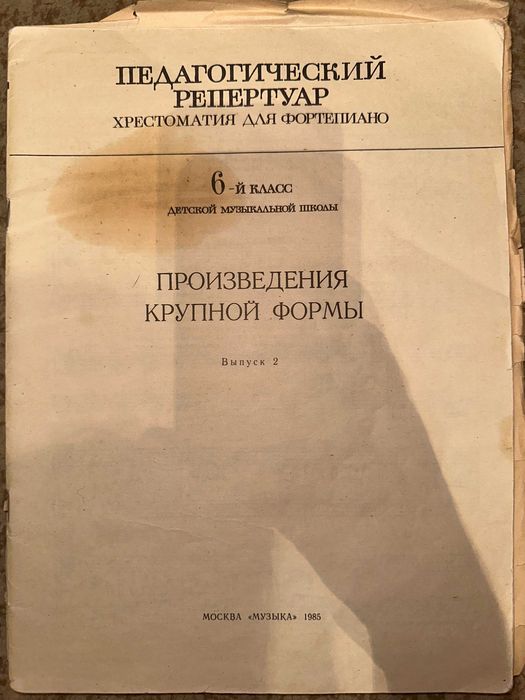 ПЕДАГОГИЧЕСКИЙ
РЕПЕРТУАР
ХРЕСТОМАТИЯ ДЛЯ ФОРТЕПИАНО
6-й КЛАСС
ДЕТСКОЙ МУЗЫКАЛЬНОЙ ШКОЛЫ
ПРОИЗВЕДЕНИЯ
КРУПНОЙ ФОРМЫ
Выпуск 2
МОСКВА «МУЗЫКА» 1985